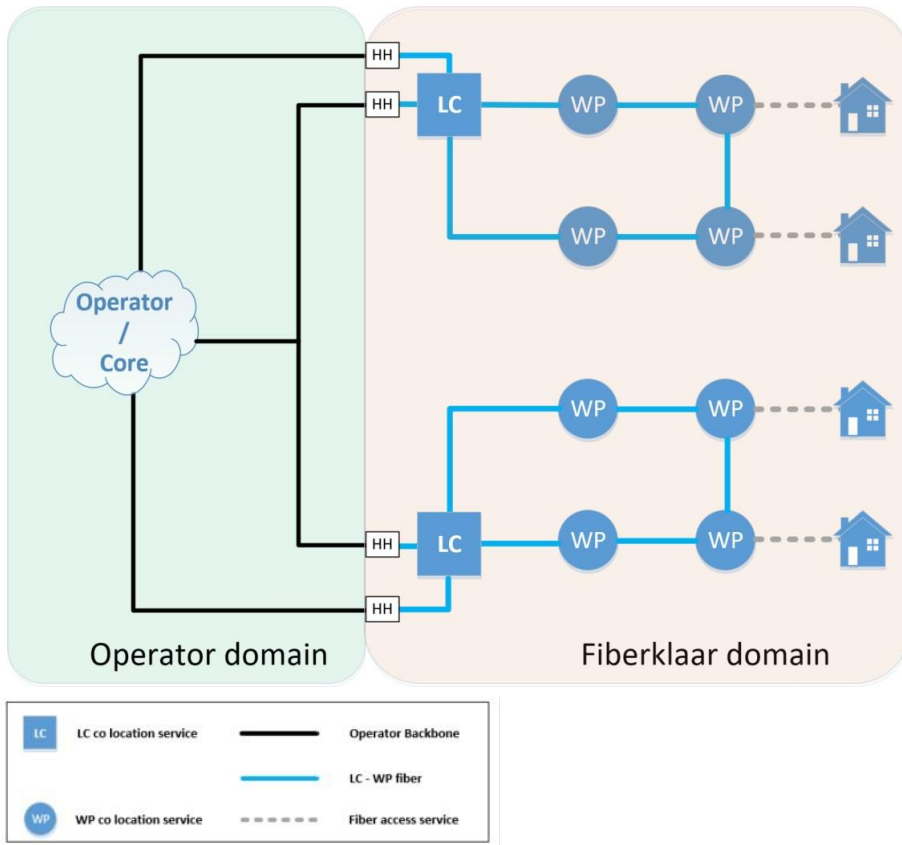 HH
HH
LC
WP
WP
WP
WP
Operator
/
Core
WP
WP
HH
LC
WP
WP
HH
Operator domain
Fiberklaar domain
LC
LC co location service
Operator Backbone
LC - WP fiber
WP
WP co location service
Fiber access service